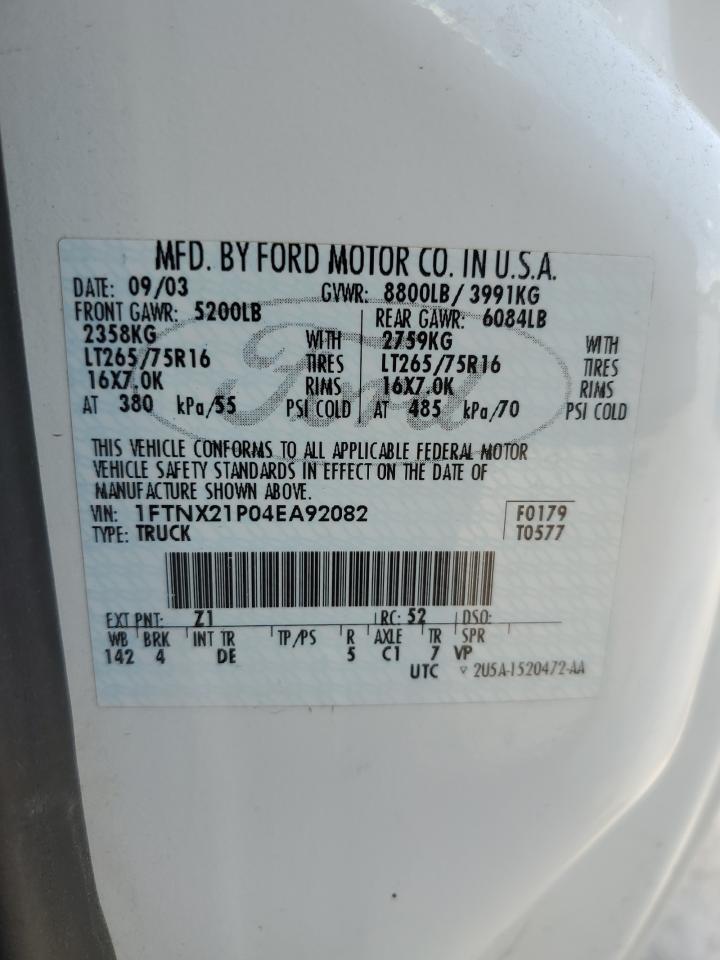 MFD. BY FORD MOTOR CO. IN U.S.A.
DATE: 09/03 GVWR: 8800LB/ 3991KG
FRONT GAWR: 5200LB REAR GAWR: 6084LB
2358KG WITH 2759KG WITH
LT265/75R16 TIRES LT265/75R16 TIRES
16X7.0K RIMS 16X7.0K RIMS
AT 380 kPa/55 PSI COLD AT 485 kPa/70 PSI COLD
Ford
THIS VEHICLE CONFORMS TO ALL APPLICABLE FEDERAL MOTOR
VEHICLE SAFETY STANDARDS IN EFFECT ON THE DATE OF
MANUFACTURE SHOWN ABOVE.
VIN: 1FTNX21P04EA92082 F0179
TYPE: TRUCK T0577
EXT PNT: Z1 RC: 52 DSO:
WB BRK INT TR TP/PS R AXLE TR SPR
142 4 DE 5 C1 7 VP
UTC ▽ 2U5A-1520472-AA